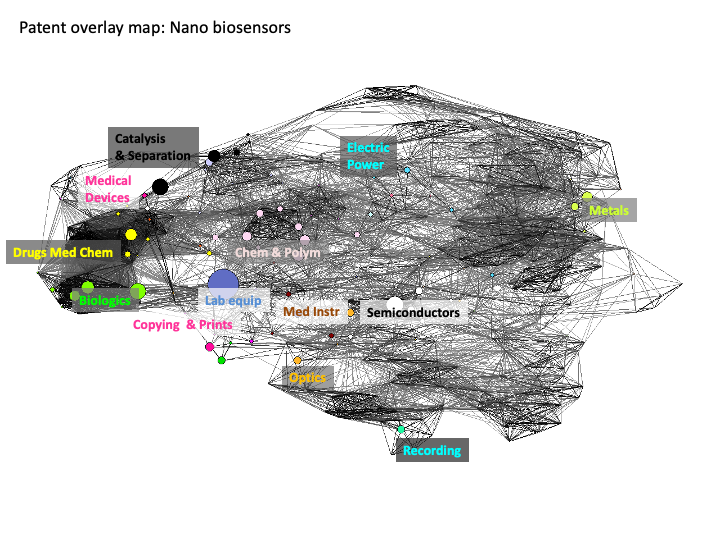 Patent overlay map: Nano biosensors
Catalysis
& Separation
Electric
Power
Medical
Devices
Metals
Drugs Med Chem
Chem & Polym
Biologics
Lab equip
Med Instr
Semiconductors
Copying & Prints
Optics
Recording